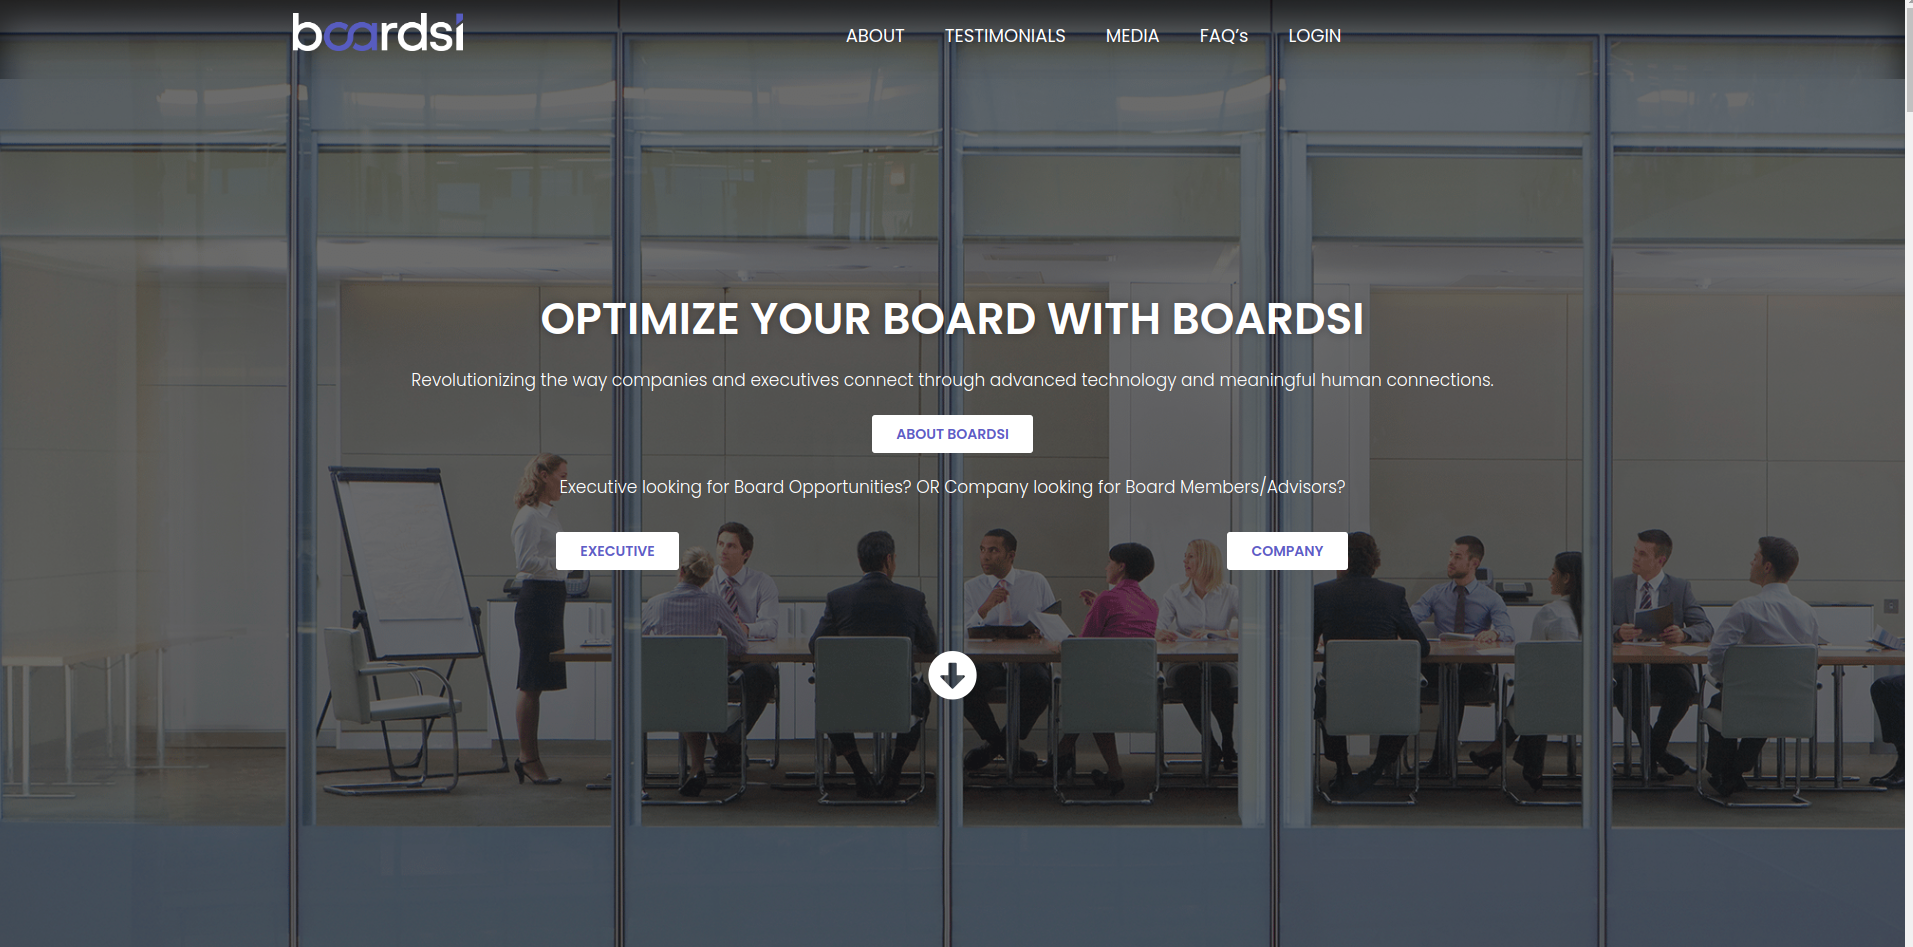 boardsi
ABOUT TESTIMONIALS MEDIA FAQ’s LOGIN
OPTIMIZE YOUR BOARD WITH BOARDSI
Revolutionizing the way companies and executives connect through advanced technology and meaningful human connections.
ABOUT BOARDSI
Executive looking for Board Opportunities? OR Company looking for Board Members/Advisors?
EXECUTIVE COMPANY